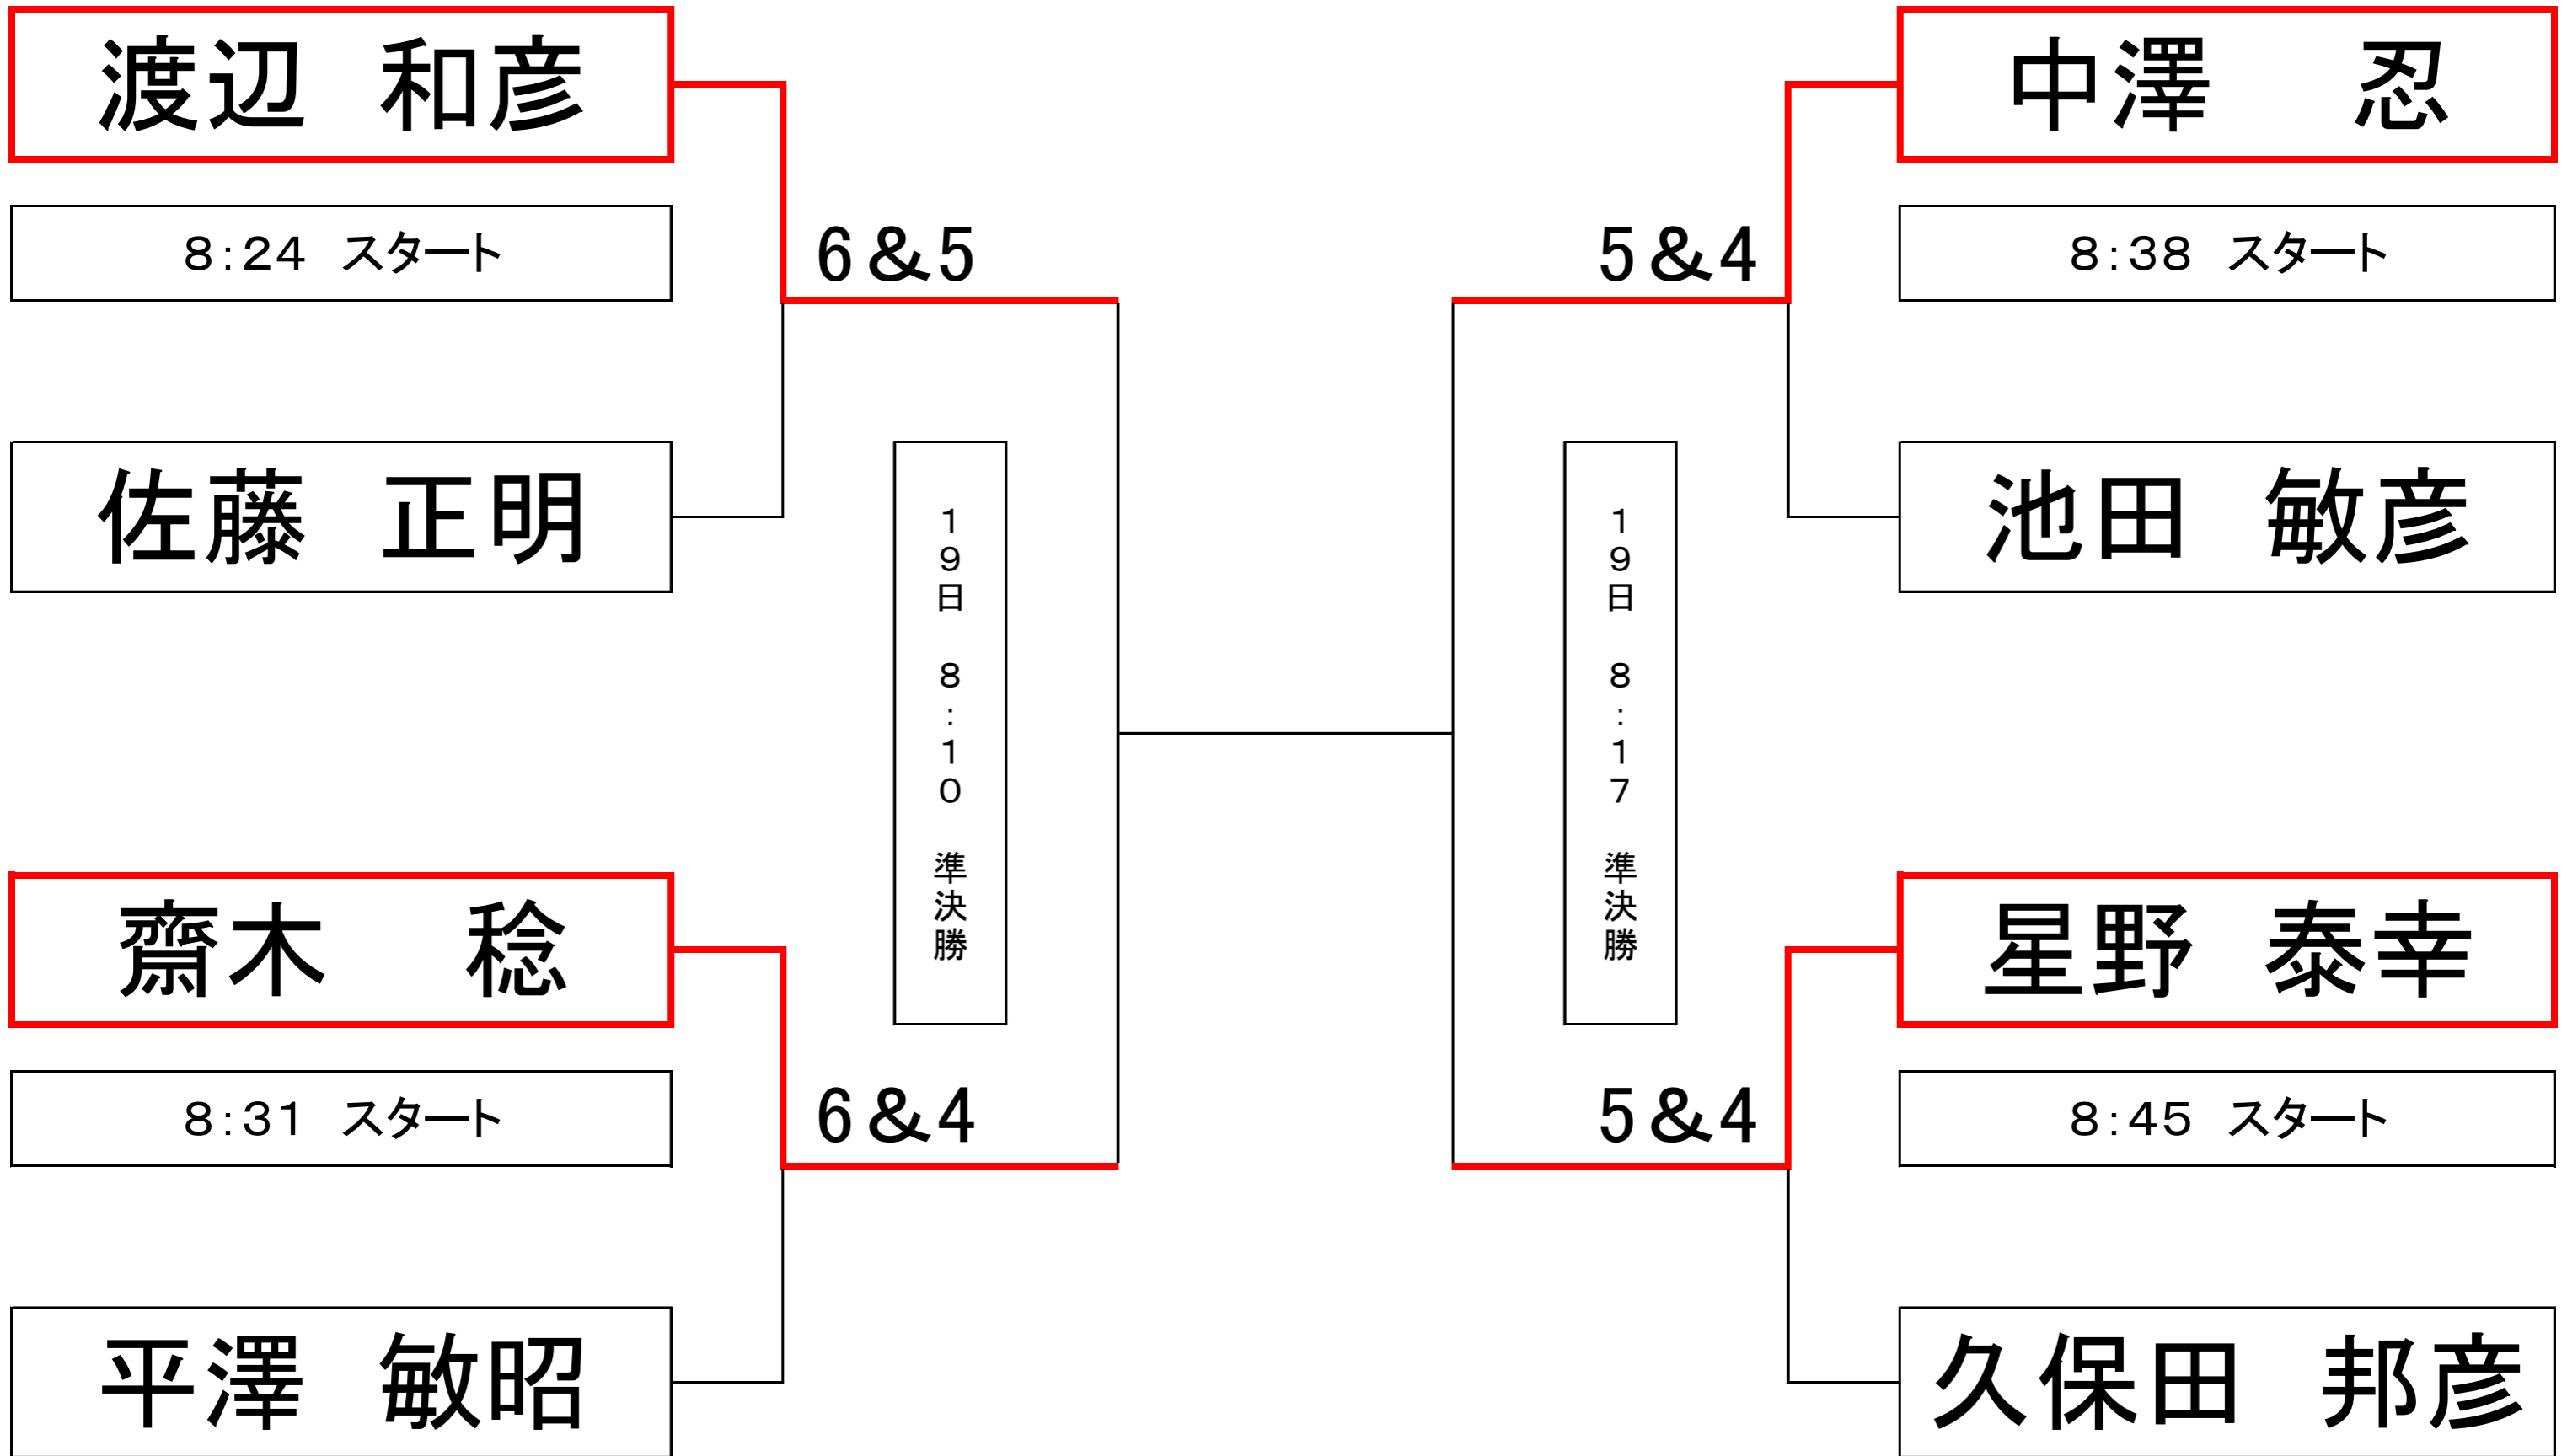 渡辺　和彦
8:24　スタート
6&5
佐藤　正明
19日　8:10　準決勝
齋木　　稔
8:31　スタート
6&4
平澤　敏昭
中澤　　忍
5&4
8:38　スタート
池田　敏彦
19日　8:17　準決勝
星野　泰幸
5&4
8:45　スタート
久保田　邦彦